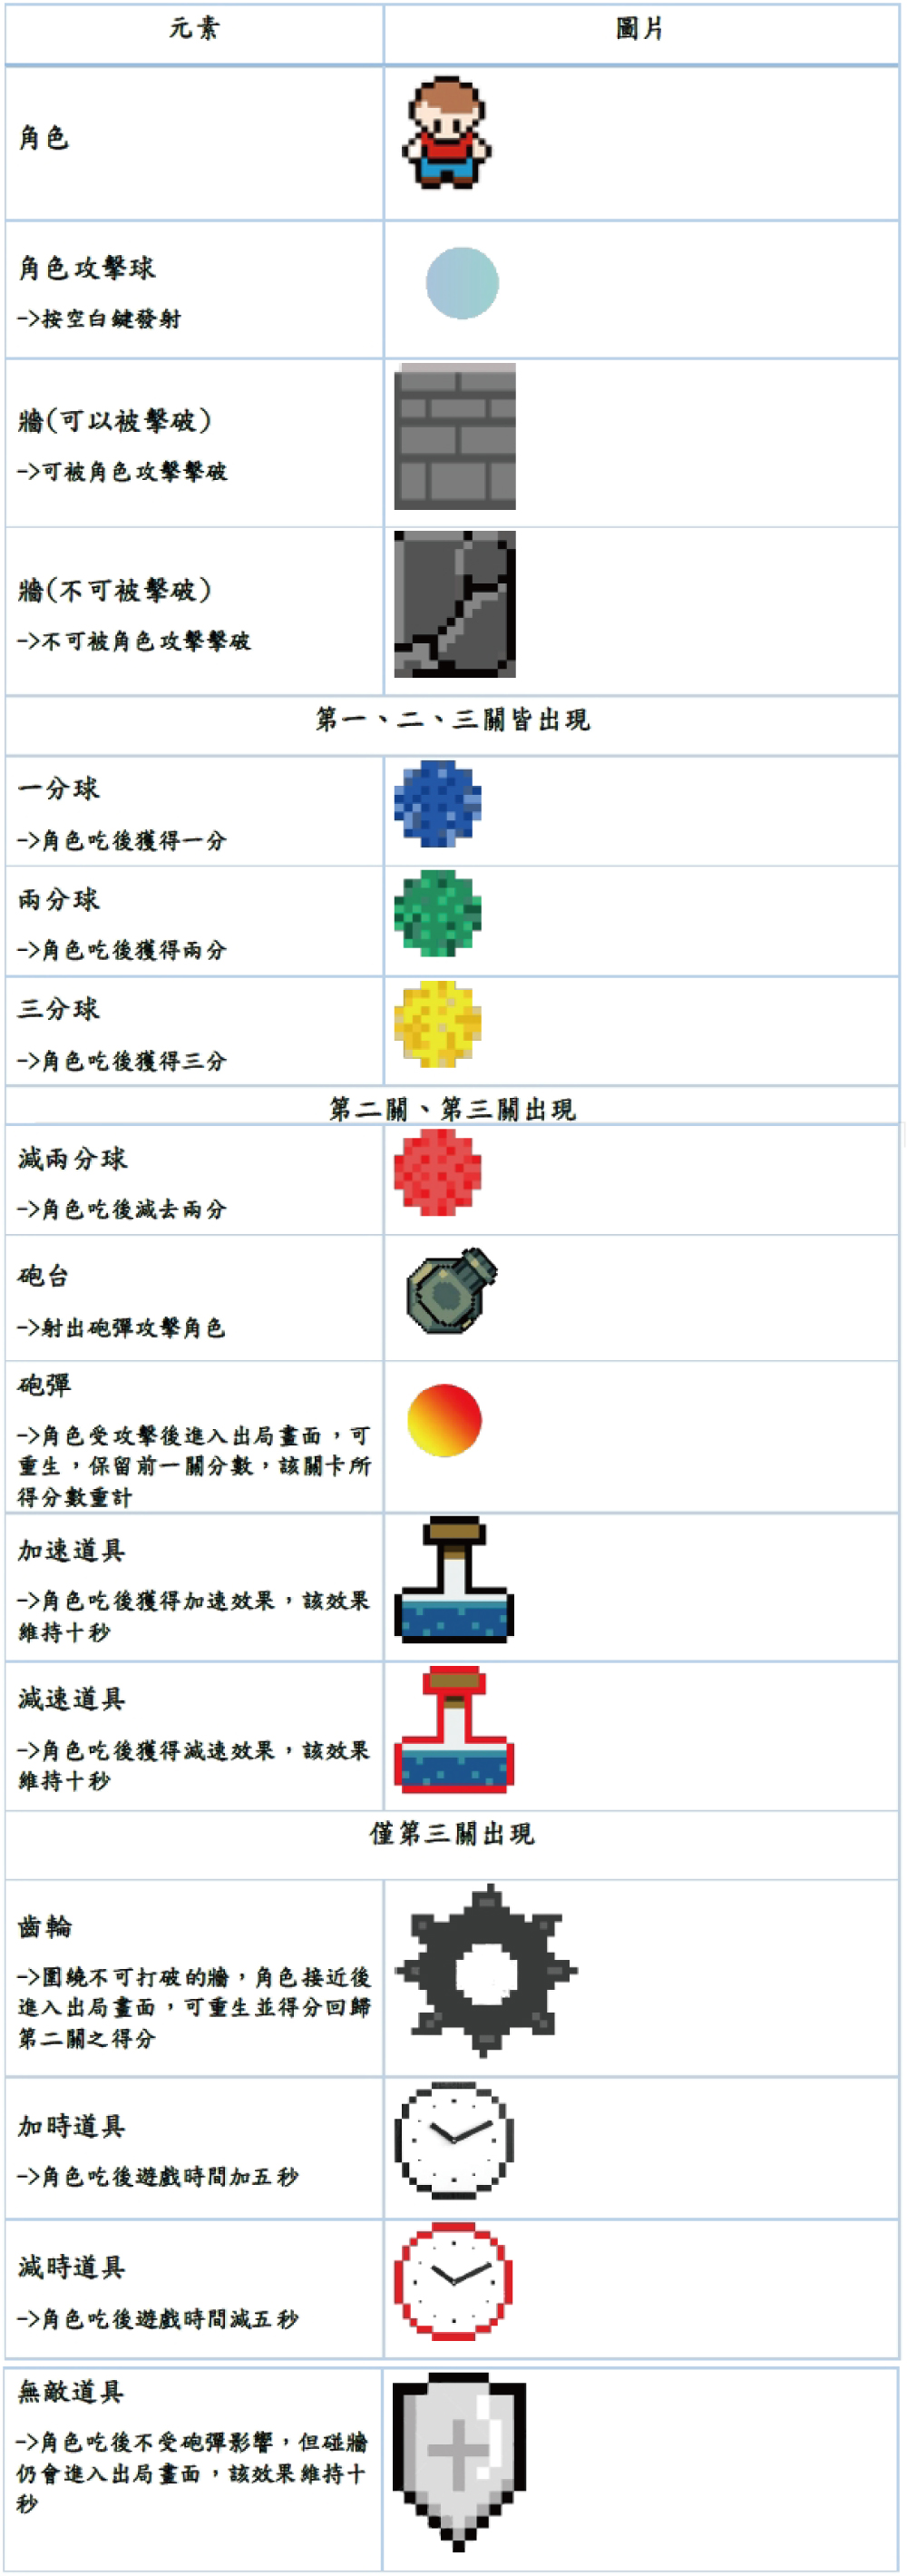 元素
圖片
角色
角色攻擊球
->按空白鍵發射
牆(可以被擊破)
->可被角色攻擊擊破
牆(不可被擊破)
->不可被角色攻擊擊破
第一、二、三關皆出現
一分球
->角色吃後獲得一分
兩分球
->角色吃後獲得兩分
三分球
->角色吃後獲得三分
第二關、第三關出現
減兩分球
->角色吃後減去兩分
砲台
->射出砲彈攻擊角色
砲彈
->角色受攻擊後進入出局畫面，可
重生，保留前一關分數，該關卡所
得分數重計
加速道具
->角色吃後獲得加速效果，該效果
維持十秒
減速道具
->角色吃後獲得減速效果，該效果
維持十秒
僅第三關出現
齒輪
->圍繞不可打破的牆，角色接近後
進入出局畫面，可重生並得分回歸
第二關之得分
加時道具
->角色吃後遊戲時間加五秒
減時道具
->角色吃後遊戲時間減五秒
無敵道具
->角色吃後不受砲彈影響，但碰牆
仍會進入出局畫面，該效果維持十
秒